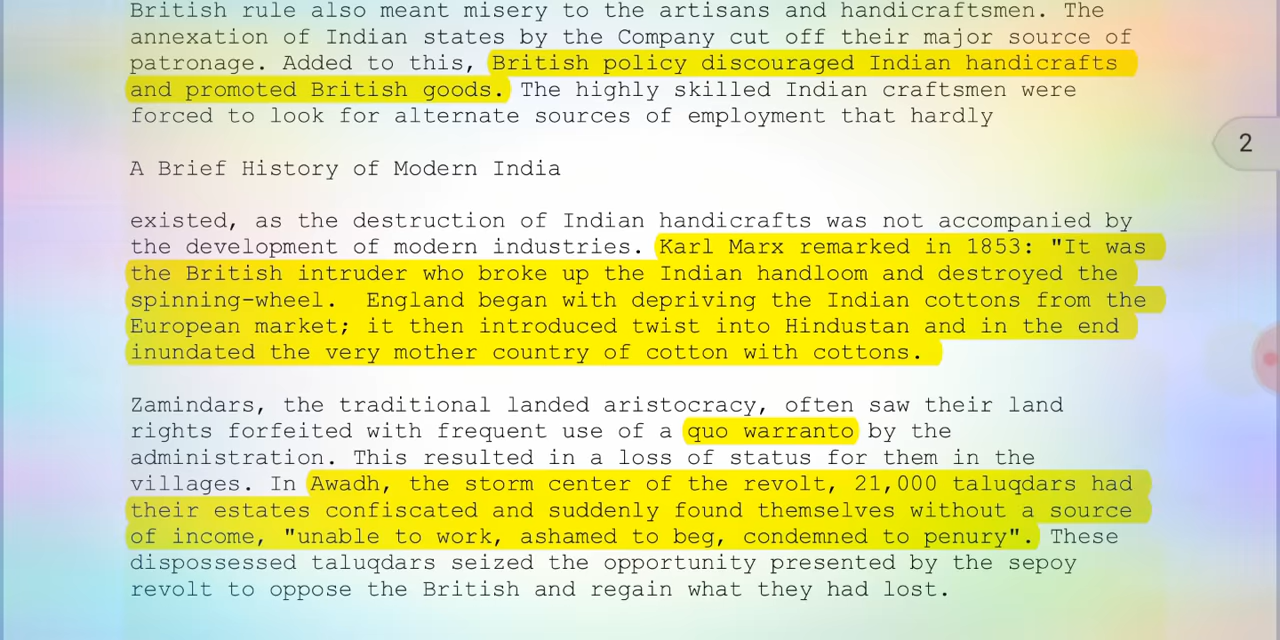 British rule also meant misery to the artisans and handicraftsmen. The
annexation of Indian states by the Company cut off their major source of
patronage. Added to this, British policy discouraged Indian handicrafts
and promoted British goods. The highly skilled Indian craftsmen were
forced to look for alternate sources of employment that hardly
2
A Brief History of Modern India
existed, as the destruction of Indian handicrafts was not accompanied by
the development of modern industries. Karl Marx remarked in 1853: "It was
the British intruder who broke up the Indian handloom and destroyed the
spinning-wheel. England began with depriving the Indian cottons from the
European market; it then introduced twist into Hindustan and in the end
inundated the very mother country of cotton with cottons.
Zamindars, the traditional landed aristocracy, often saw their land
rights forfeited with frequent use of a quo warranto by the
administration. This resulted in a loss of status for them in the
villages. In Awadh, the storm center of the revolt, 21,000 taluqdars had
their estates confiscated and suddenly found themselves without a source
of income, "unable to work, ashamed to beg, condemned to penury". These
dispossessed taluqdars seized the opportunity presented by the sepoy
revolt to oppose the British and regain what they had lost.